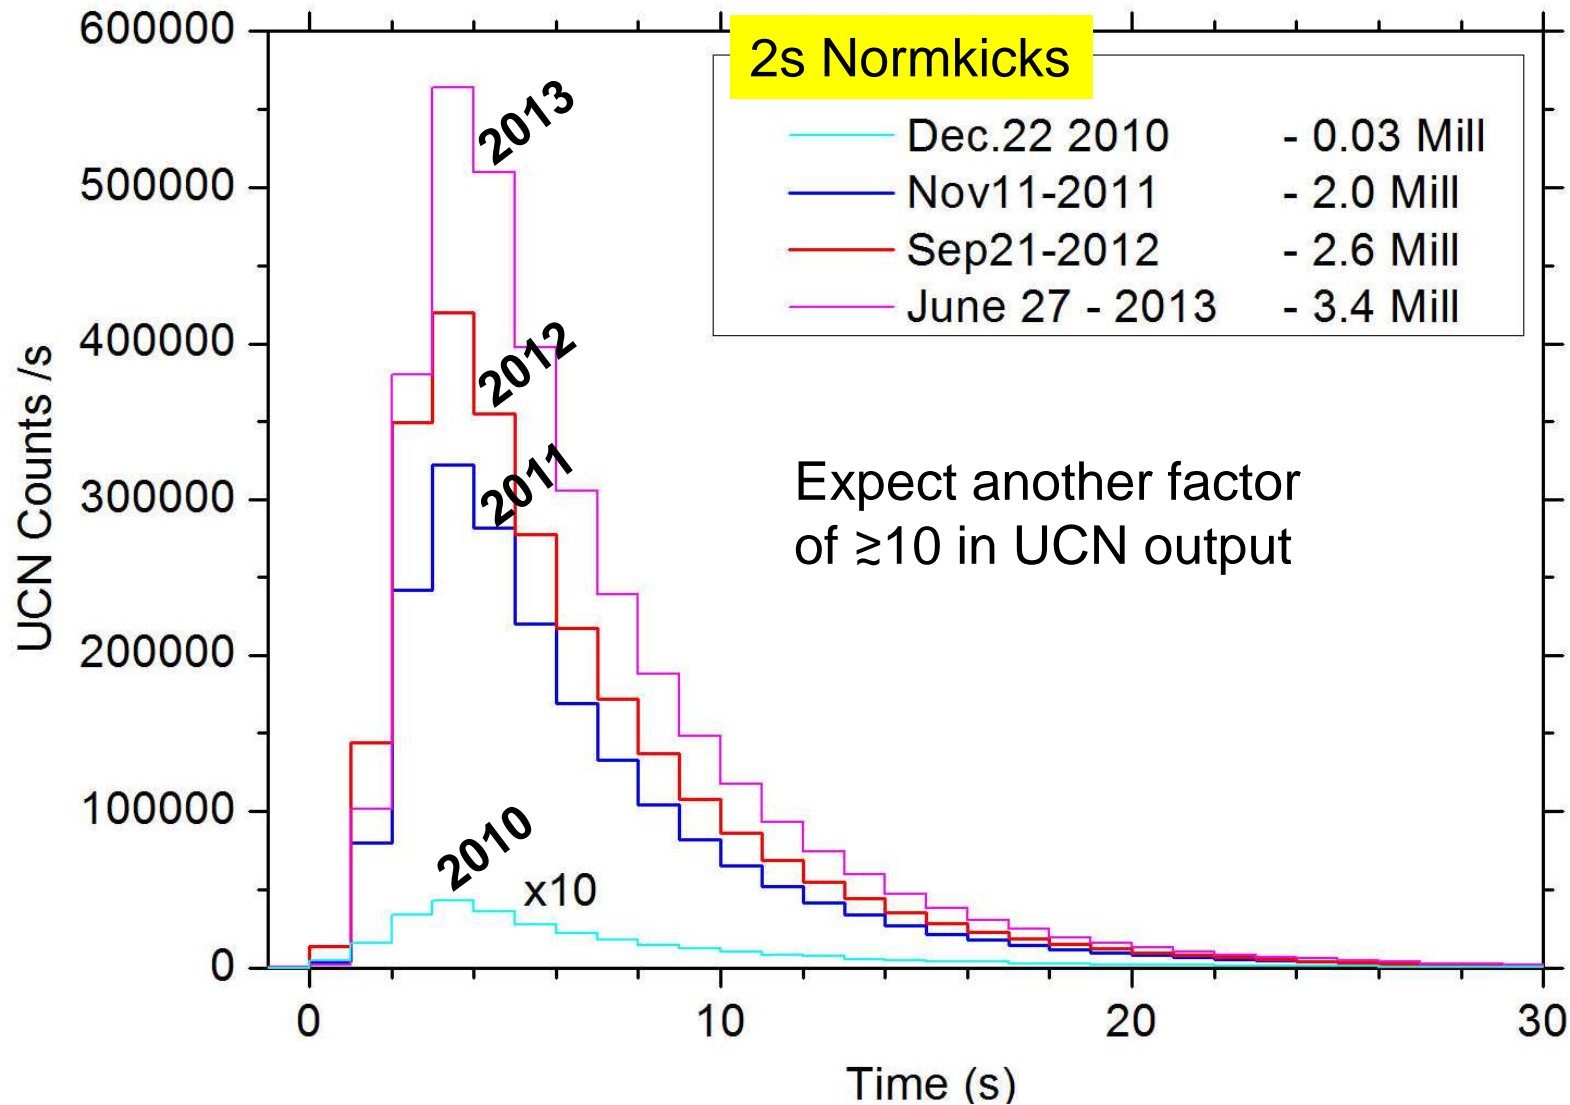 2s Normkicks
Dec.22 2010 - 0.03 Mill
Nov11-2011 - 2.0 Mill
Sep21-2012 - 2.6 Mill
June 27 - 2013 - 3.4 Mill
600000
500000
400000
300000
200000
100000
0
UCN Counts /s
2013
2012
2011
2010
x10
Expect another factor
of ≳10 in UCN output
0
10
20
30
Time (s)